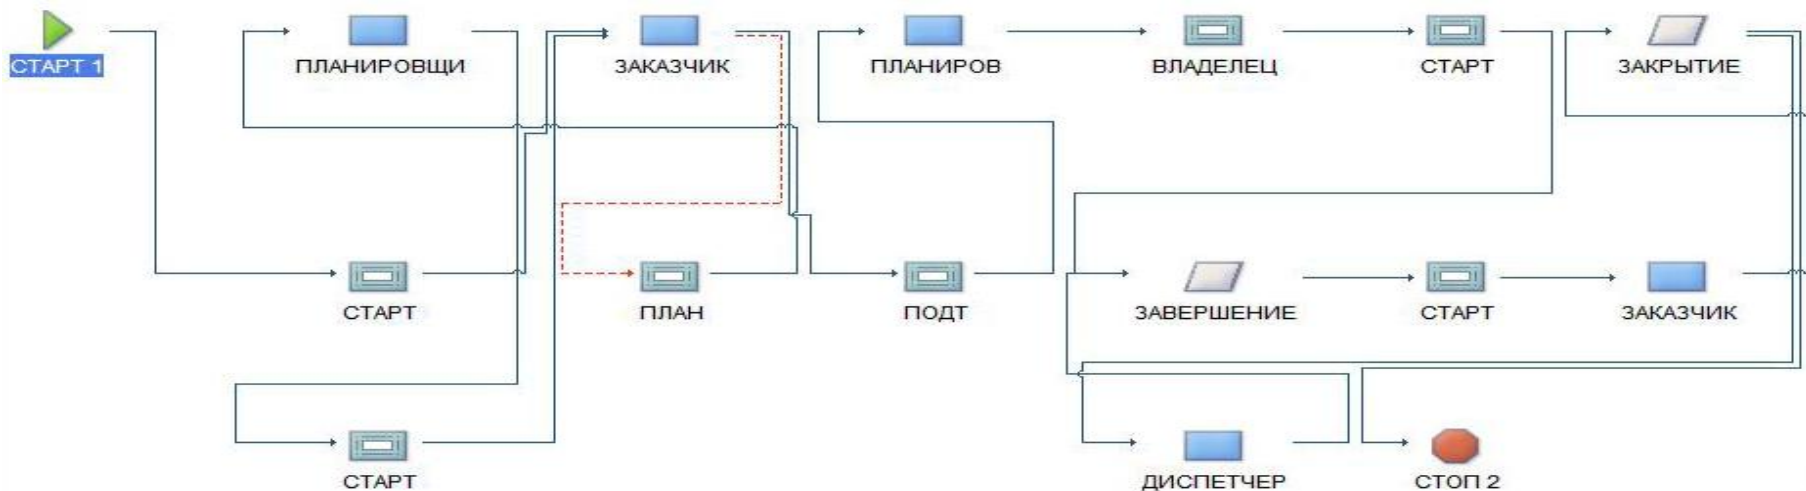 СТАРТ 1
ПЛАНИРОВЩИ
ЗАКАЗЧИК
ПЛАНИРОВ
ВЛАДЕЛЕЦ
СТАРТ
ЗАКРЫТИЕ
СТАРТ
ПЛАН
ПОДТ
ЗАВЕРШЕНИЕ
СТАРТ
ЗАКАЗЧИК
СТАРТ
ДИСПЕТЧЕР
СТОП 2